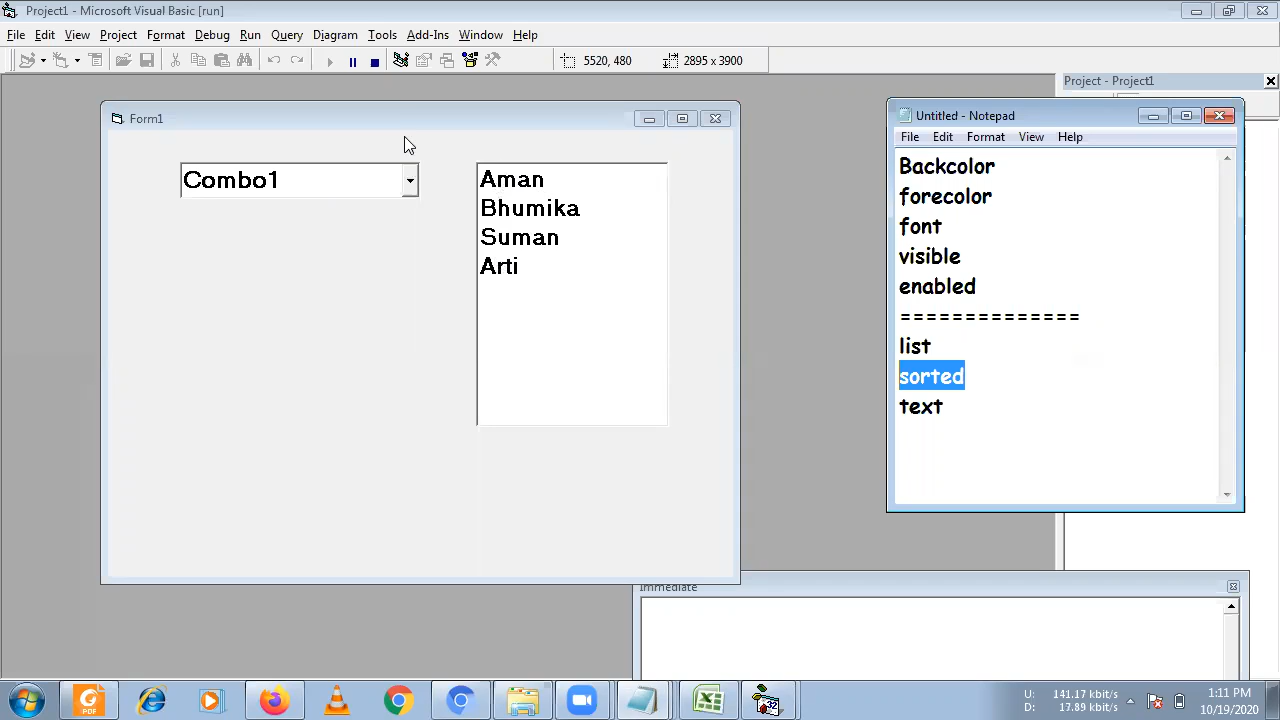 Project1 - Microsoft Visual Basic [run]
File Edit View Project Format Debug Run Query Diagram Tools Add-Ins Window Help
5520, 480 2895 x 3900
Project - Project1
Form1
Combo1
Aman
Bhumika
Suman
Arti
Untitled - Notepad
File Edit Format View Help
Backcolor
forecolor
font
visible
enabled
==============
list
sorted
text
Immediate
PDF
32
U: 141.17 kbit/s
D: 17.89 kbit/s
1:11 PM
10/19/2020